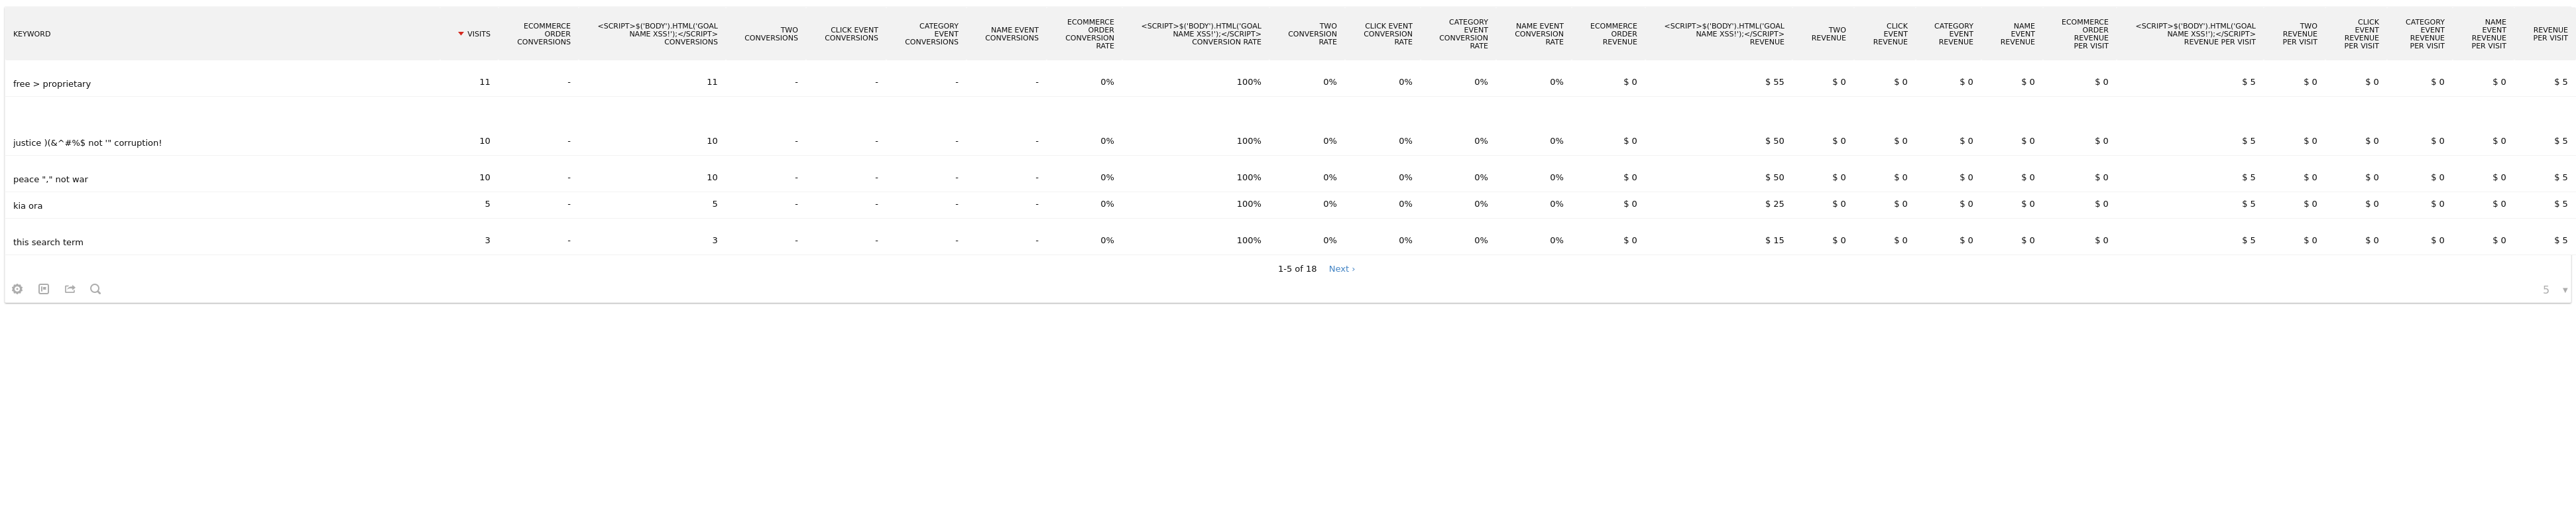 KEYWORD VISITS ECOMMERCE ORDER CONVERSIONS <SCRIPT>$('BODY').HTML('GOAL NAME XSS!');</SCRIPT> CONVERSIONS TWO CONVERSIONS CLICK EVENT CONVERSIONS CATEGORY EVENT CONVERSIONS NAME EVENT CONVERSIONS ECOMMERCE ORDER CONVERSION RATE <SCRIPT>$('BODY').HTML('GOAL NAME XSS!');</SCRIPT> CONVERSION RATE TWO CONVERSION RATE CLICK EVENT CONVERSION RATE CATEGORY EVENT CONVERSION RATE NAME EVENT CONVERSION RATE ECOMMERCE ORDER REVENUE <SCRIPT>$('BODY').HTML('GOAL NAME XSS!');</SCRIPT> REVENUE TWO REVENUE CLICK EVENT REVENUE CATEGORY EVENT REVENUE NAME EVENT REVENUE ECOMMERCE ORDER REVENUE PER VISIT <SCRIPT>$('BODY').HTML('GOAL NAME XSS!');</SCRIPT> REVENUE PER VISIT TWO REVENUE PER VISIT CLICK EVENT REVENUE PER VISIT CATEGORY EVENT REVENUE PER VISIT NAME EVENT REVENUE PER VISIT REVENUE PER VISIT
free > proprietary 11 - 11 - - - - 0% 100% 0% 0% 0% 0% $ 0 $ 55 $ 0 $ 0 $ 0 $ 0 $ 0 $ 5 $ 0 $ 0 $ 0 $ 0 $ 5
justice )(&^#%$ not '" corruption! 10 - 10 - - - - 0% 100% 0% 0% 0% 0% $ 0 $ 50 $ 0 $ 0 $ 0 $ 0 $ 0 $ 5 $ 0 $ 0 $ 0 $ 0 $ 5
peace "," not war 10 - 10 - - - - 0% 100% 0% 0% 0% 0% $ 0 $ 50 $ 0 $ 0 $ 0 $ 0 $ 0 $ 5 $ 0 $ 0 $ 0 $ 0 $ 5
kia ora 5 - 5 - - - - 0% 100% 0% 0% 0% 0% $ 0 $ 25 $ 0 $ 0 $ 0 $ 0 $ 0 $ 5 $ 0 $ 0 $ 0 $ 0 $ 5
this search term 3 - 3 - - - - 0% 100% 0% 0% 0% 0% $ 0 $ 15 $ 0 $ 0 $ 0 $ 0 $ 0 $ 5 $ 0 $ 0 $ 0 $ 0 $ 5
1-5 of 18 Next ›
5